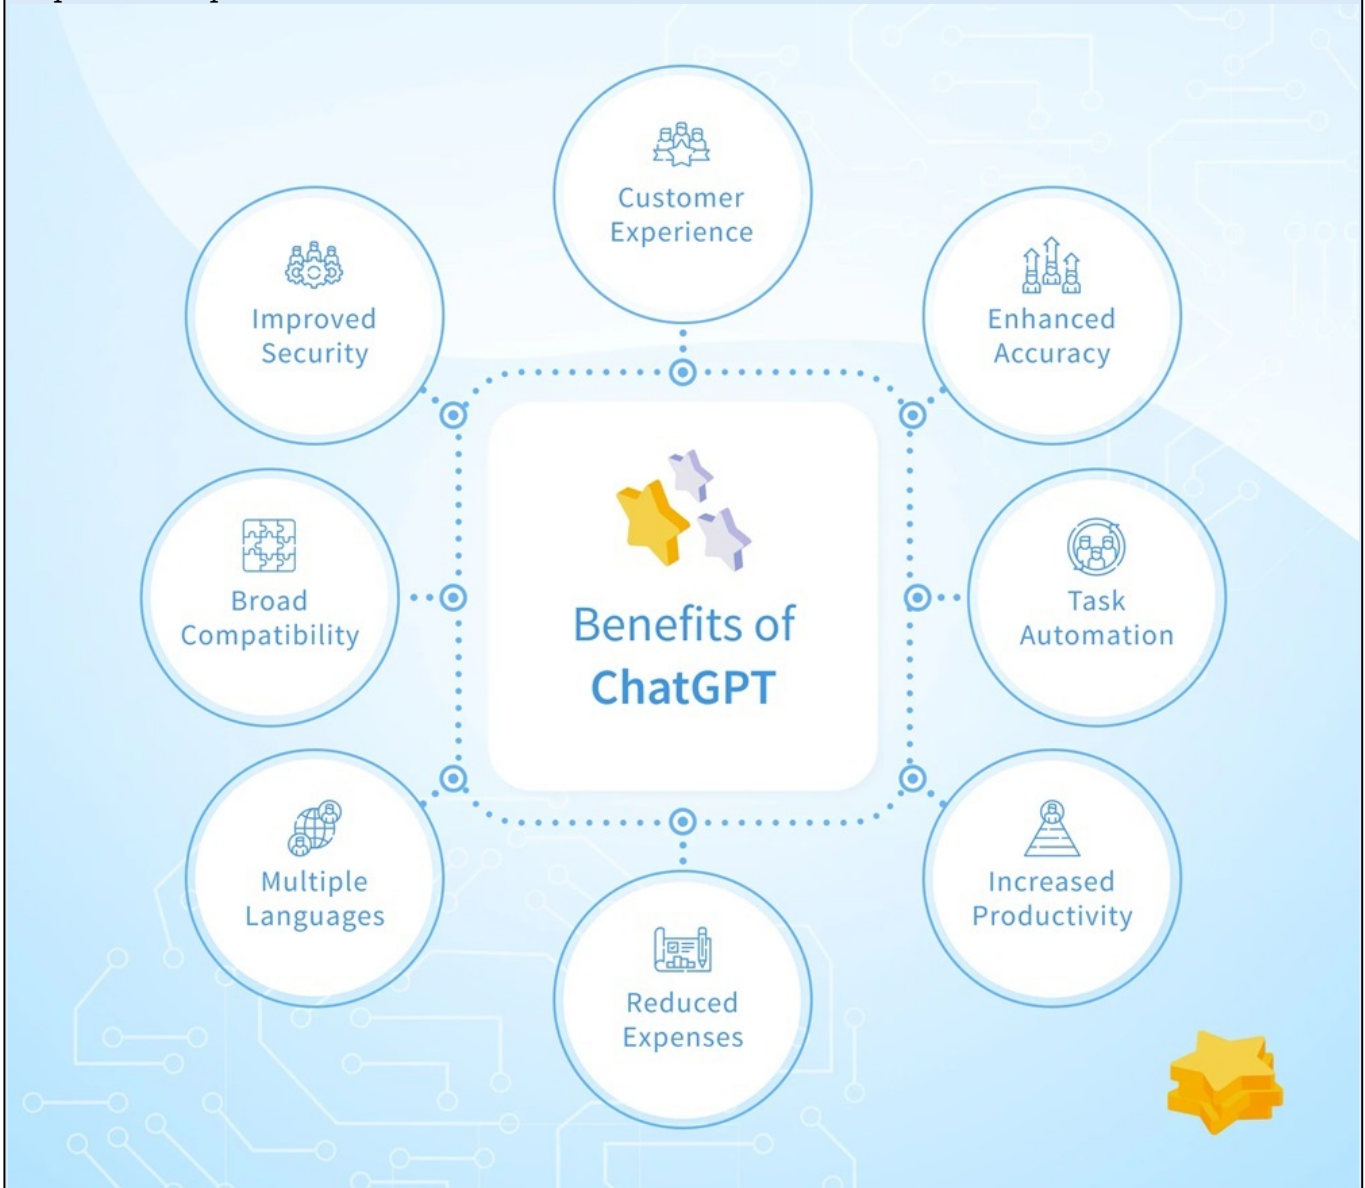 Customer
Experience
Improved
Security
Enhanced
Accuracy
Broad
Compatibility
Benefits of
ChatGPT
Task
Automation
Multiple
Languages
Increased
Productivity
Reduced
Expenses